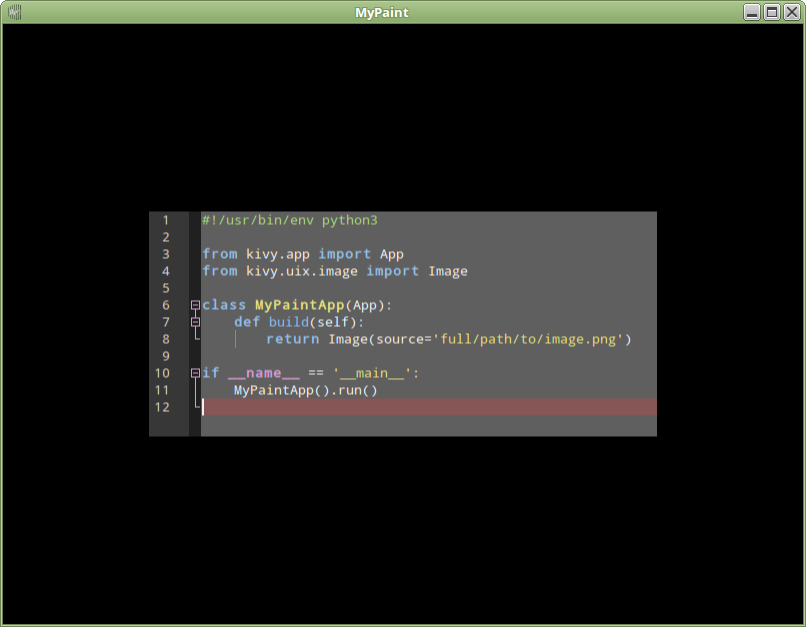 MyPaint
1 #!/usr/bin/env python3
2
3 from kivy.app import App
4 from kivy.uix.image import Image
5
6 class MyPaintApp(App):
7     def build(self):
8         return Image(source='full/path/to/image.png')
9
10 if __name__ == '__main__':
11     MyPaintApp().run()
12